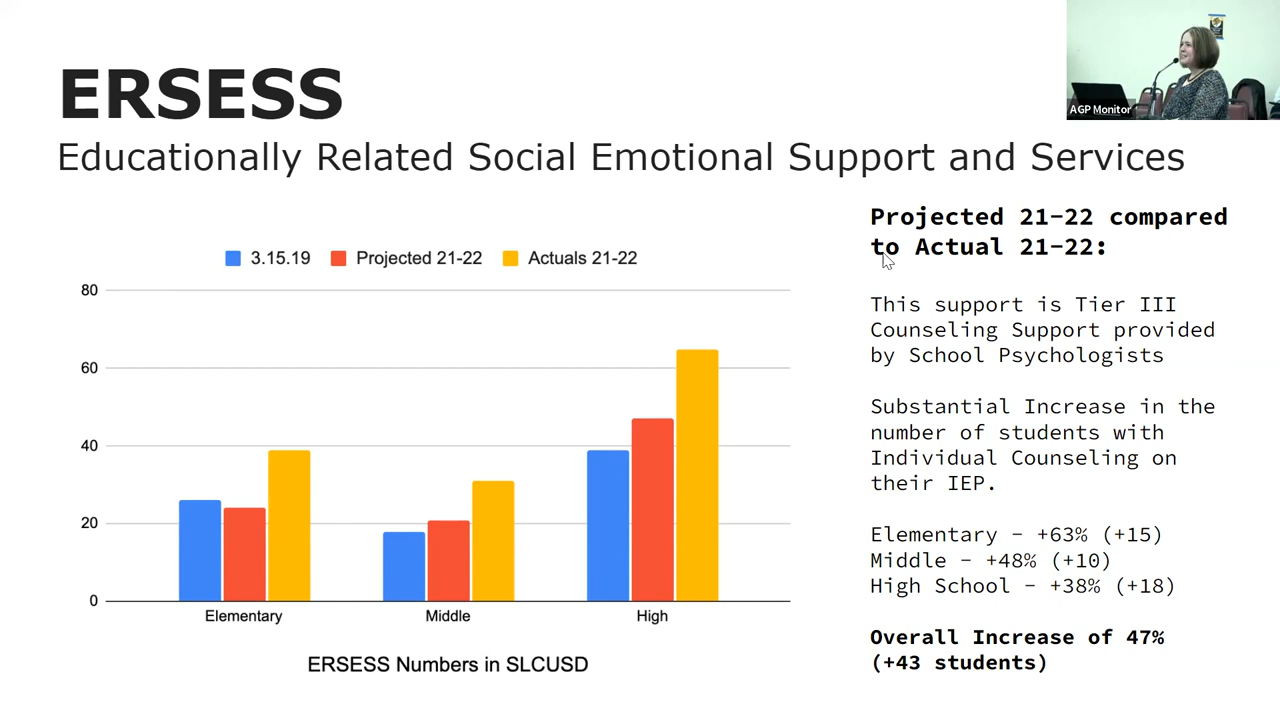 ERSESS
AGP Monitor
Educationally Related Social Emotional Support and Services
3.15.19 Projected 21-22 Actuals 21-22
80
60
40
20
0
Elementary Middle High
ERSESS Numbers in SLCUSD
Projected 21-22 compared
to Actual 21-22:
This support is Tier III
Counseling Support provided
by School Psychologists
Substantial Increase in the
number of students with
Individual Counseling on
their IEP.
Elementary - +63% (+15)
Middle - +48% (+10)
High School - +38% (+18)
Overall Increase of 47%
(+43 students)